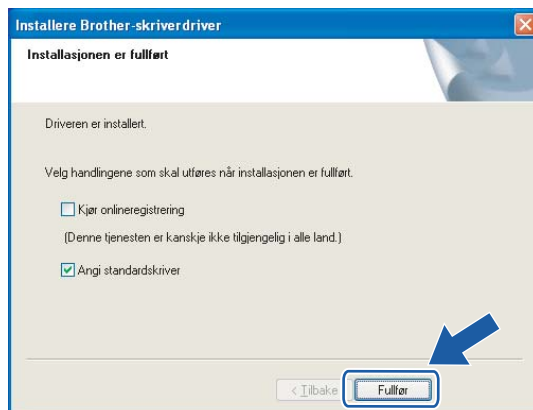 Installere Brother-skriverdriver
Installasjonen er fullført
Driveren er installert.
Velg handlingene som skal utføres når installasjonen er fullført.
Kjør onlineregistrering
(Denne tjenesten er kanskje ikke tilgjengelig i alle land.)
Angi standardskriver
< Tilbake
Fullfør